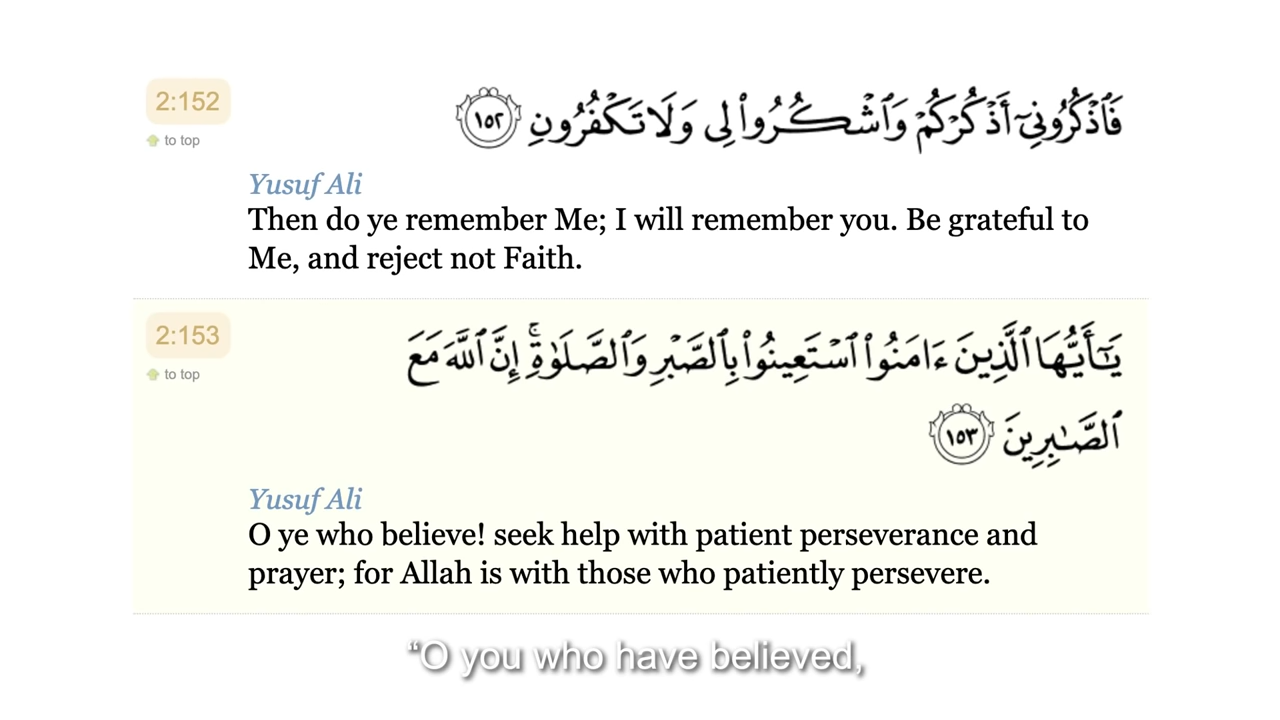 2:152
فَٱذْكُرُونِىٓ أَذْكُرْكُمْ وَٱشْكُرُوا۟ لِى وَلَا تَكْفُرُونِ ١٥٢
to top
Yusuf Ali
Then do ye remember Me; I will remember you. Be grateful to
Me, and reject not Faith.
2:153
يَـٰٓأَيُّهَا ٱلَّذِينَ ءَامَنُوا۟ ٱسْتَعِينُوا۟ بِٱلصَّبْرِ وَٱلصَّلَوٰةِ ۚ إِنَّ ٱللَّهَ مَعَ
to top
ٱلصَّـٰبِرِينَ ١٥٣
Yusuf Ali
O ye who believe! seek help with patient perseverance and
prayer; for Allah is with those who patiently persevere.
“O you who have believed,